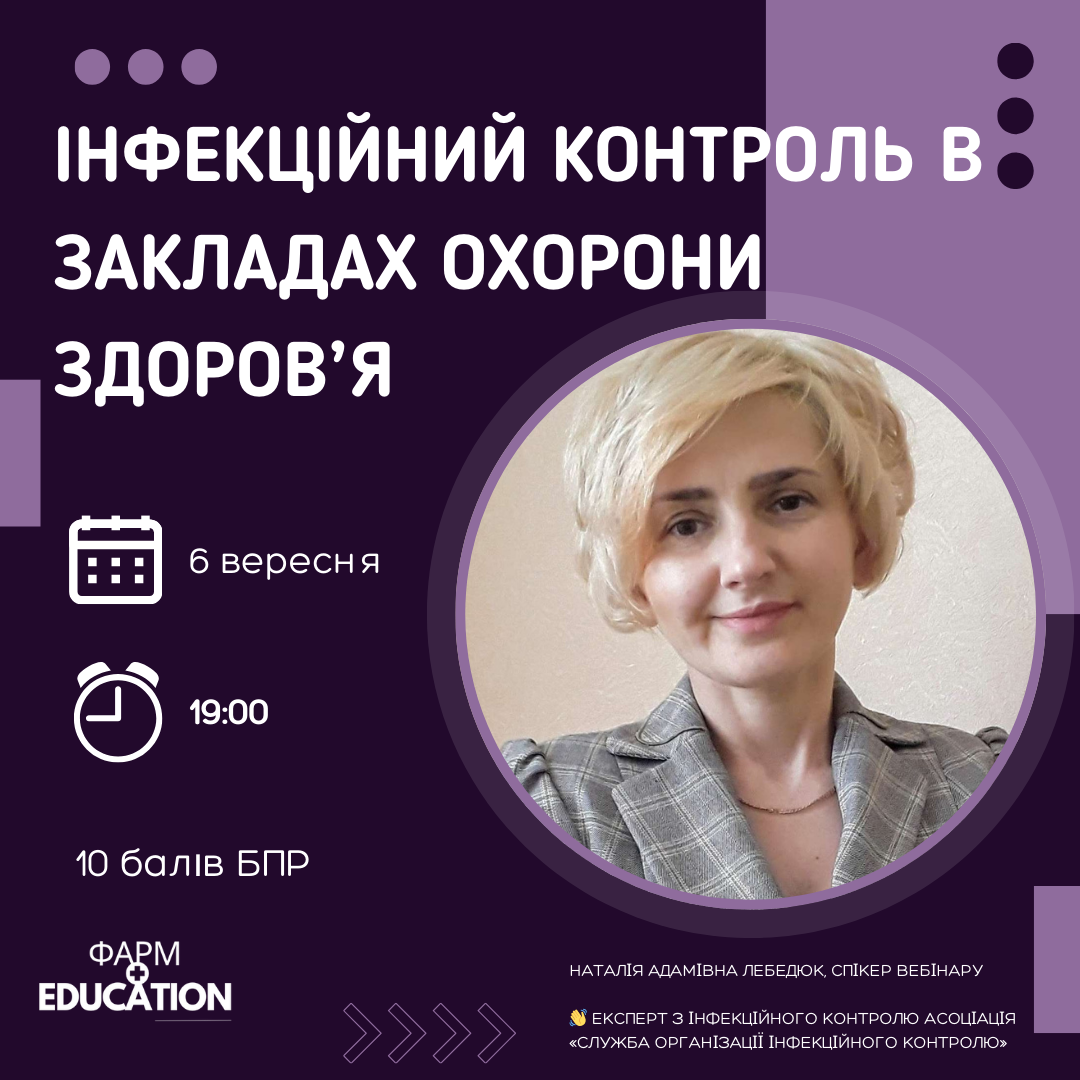 ІНФЕКЦІЙНИЙ КОНТРОЛЬ В
ЗАКЛАДАХ ОХОРОНИ
ЗДОРОВ’Я
6 вересня
19:00
10 балів БПР
ФАРМ
EDUCATION
НАТАЛІЯ АДАМІВНА ЛЕБЕДЮК, СПІКЕР ВЕБІНАРУ
👋 ЕКСПЕРТ З ІНФЕКЦІЙНОГО КОНТРОЛЮ АСОЦІАЦІЯ
«СЛУЖБА ОРГАНІЗАЦІЇ ІНФЕКЦІЙНОГО КОНТРОЛЮ»